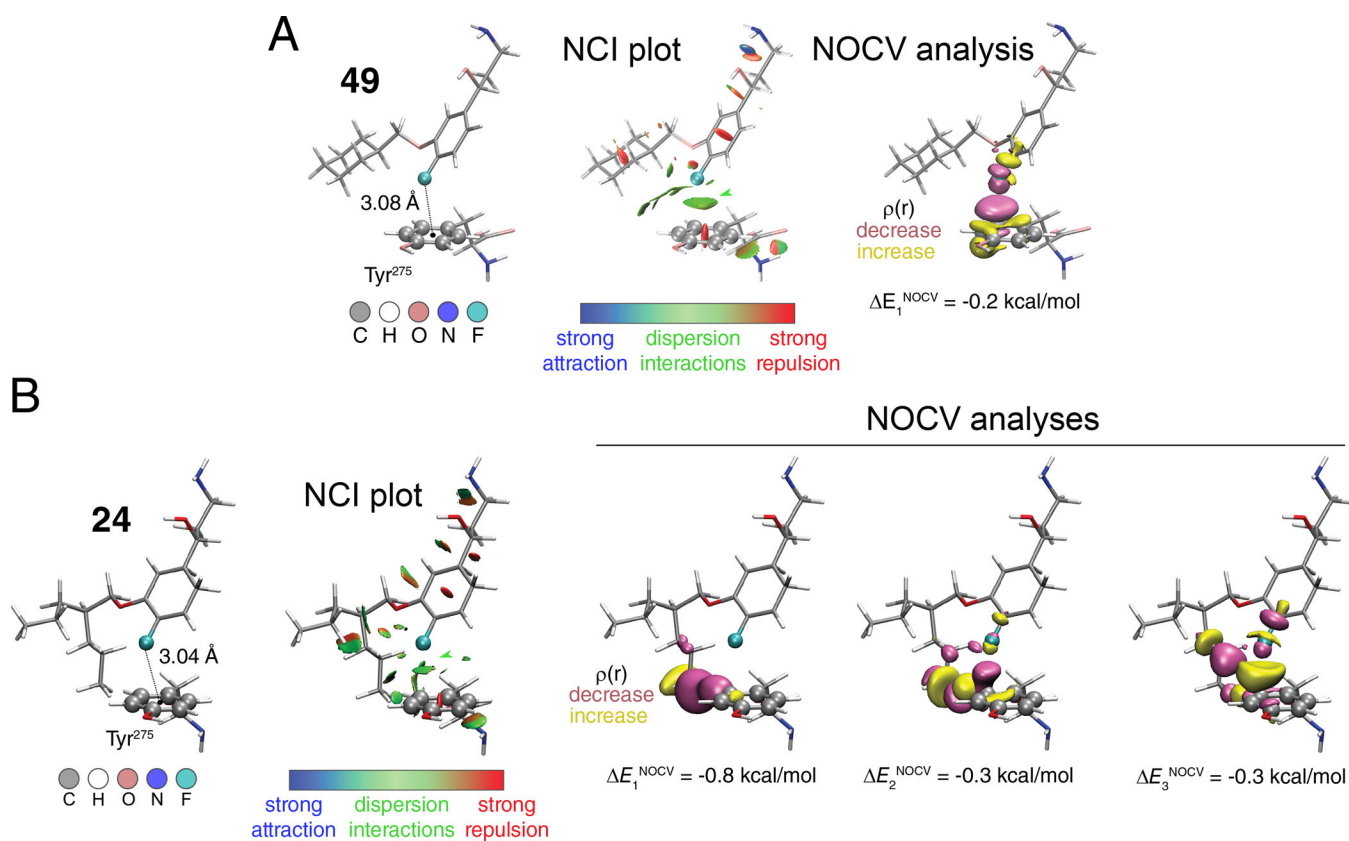 A
49
NCI plot
NOCV analysis
3.08 Å
Tyr²⁷⁵
C H O N F
strong attraction
dispersion interactions
strong repulsion
ρ(r)
decrease
increase
ΔE₁ᴺᴼᶜⱽ = -0.2 kcal/mol
B
NOCV analyses
24
NCI plot
3.04 Å
Tyr²⁷⁵
C H O N F
strong attraction
dispersion interactions
strong repulsion
ρ(r)
decrease
increase
ΔE₁ᴺᴼᶜⱽ = -0.8 kcal/mol
ΔE₂ᴺᴼᶜⱽ = -0.3 kcal/mol
ΔE₃ᴺᴼᶜⱽ = -0.3 kcal/mol